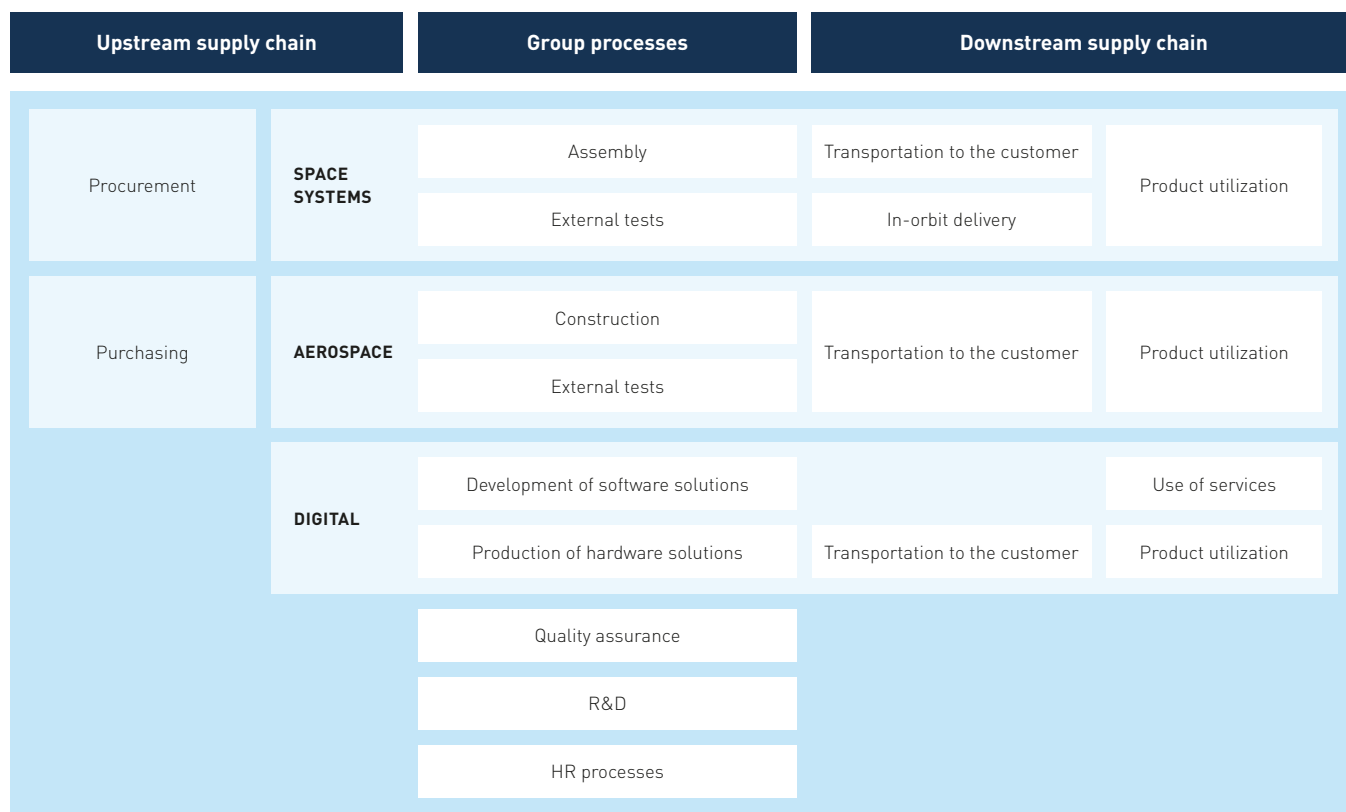 Upstream supply chain
Group processes
Downstream supply chain
Procurement
SPACE
SYSTEMS
Assembly
External tests
Transportation to the customer
In-orbit delivery
Product utilization
Purchasing
AEROSPACE
Construction
External tests
Transportation to the customer
Product utilization
DIGITAL
Development of software solutions
Use of services
Production of hardware solutions
Transportation to the customer
Product utilization
Quality assurance
R&D
HR processes